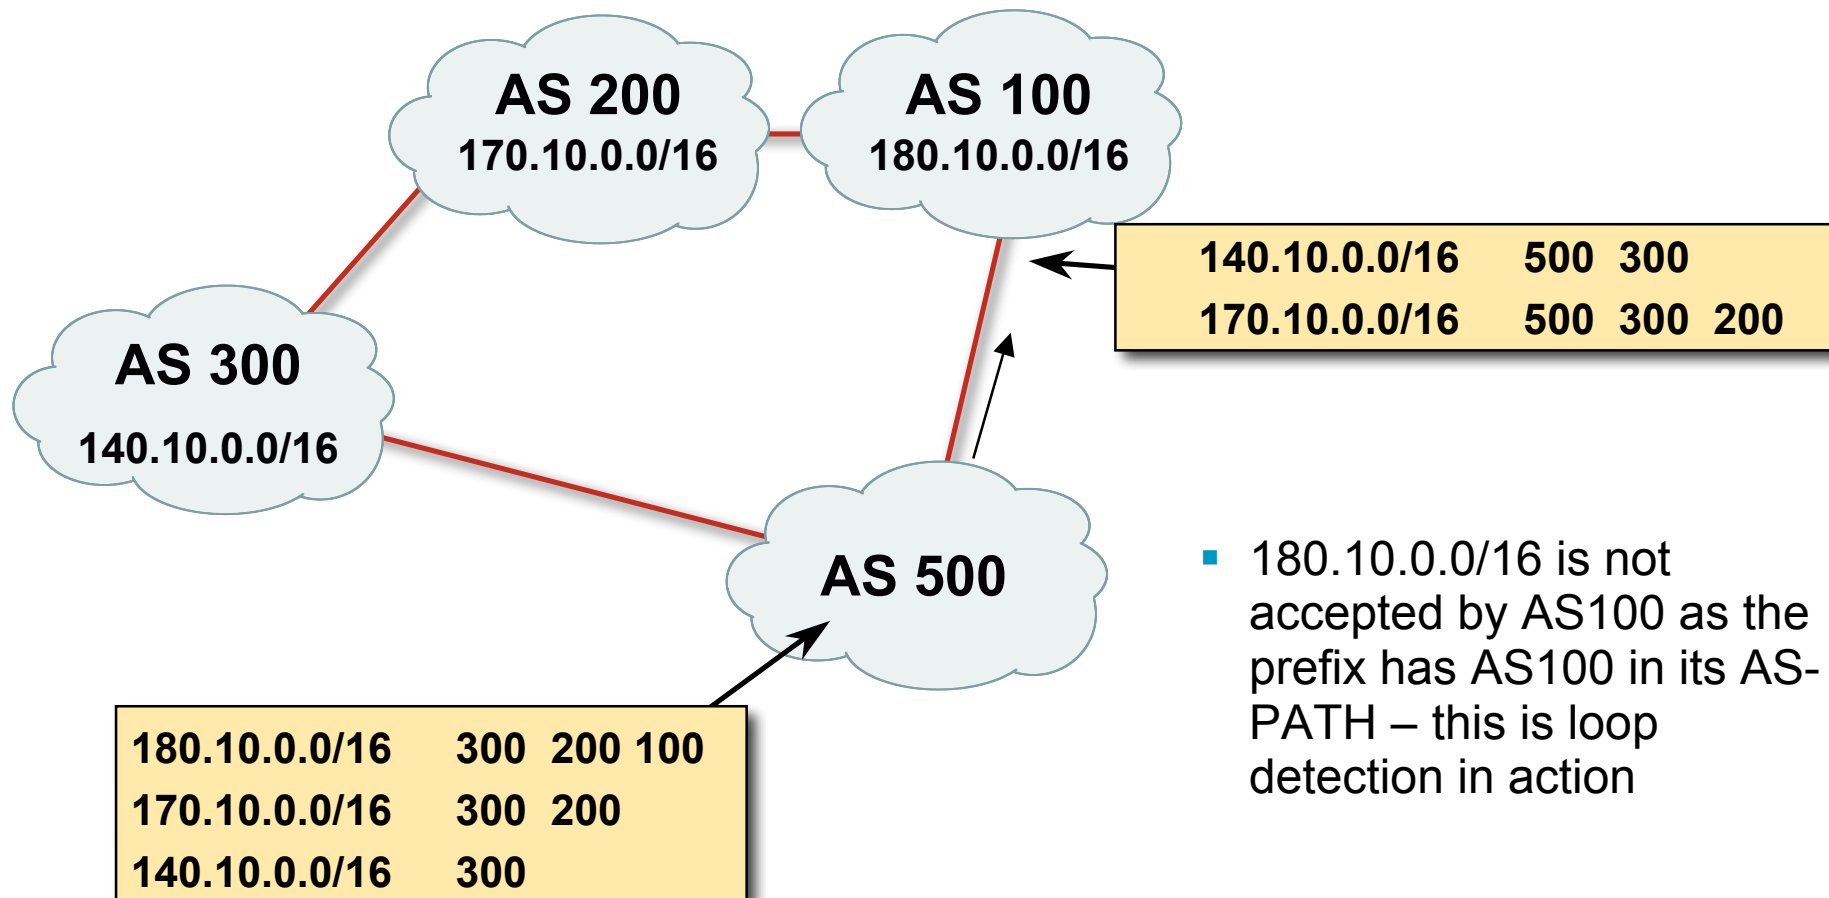 AS 200
170.10.0.0/16
AS 100
180.10.0.0/16
140.10.0.0/16 500 300
170.10.0.0/16 500 300 200
AS 300
140.10.0.0/16
AS 500
180.10.0.0/16 is not
accepted by AS100 as the
prefix has AS100 in its AS-
PATH – this is loop
detection in action
180.10.0.0/16 300 200 100
170.10.0.0/16 300 200
140.10.0.0/16 300